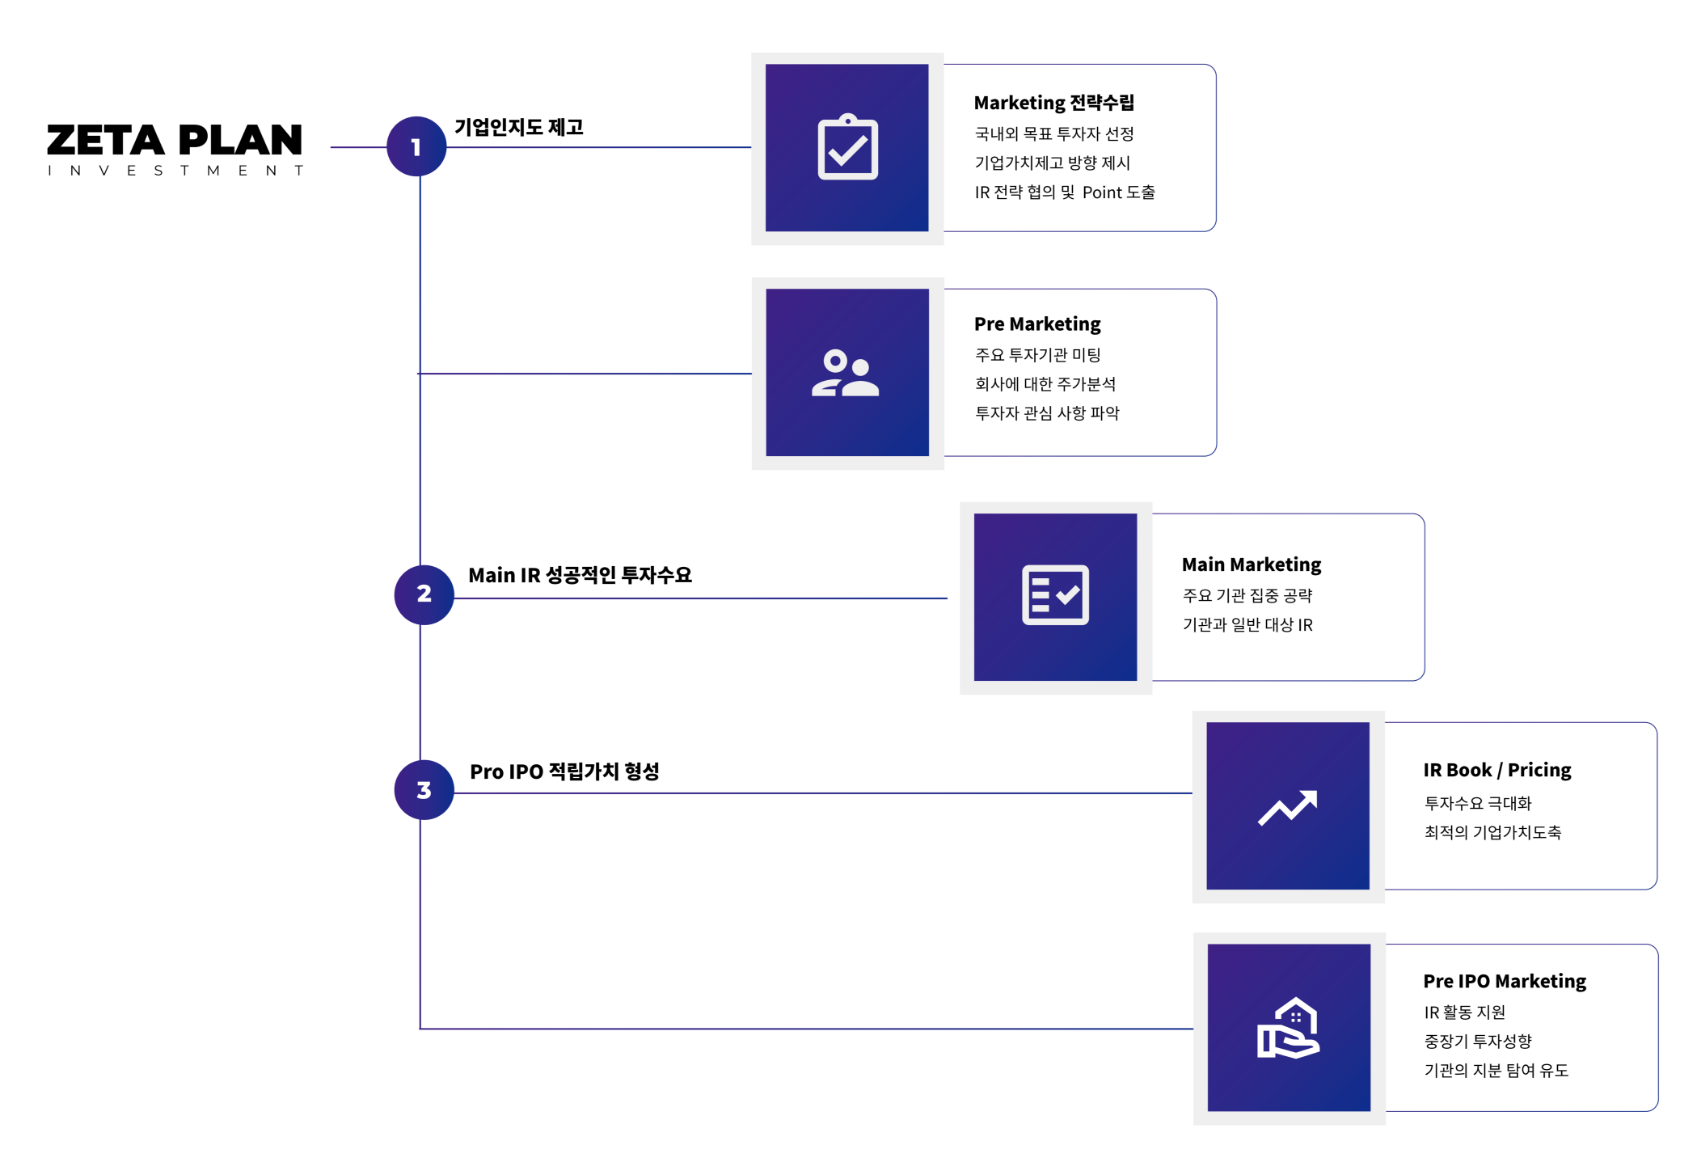 ZETA PLAN
INVESTMENT
1
기업인지도 제고
Marketing 전략수립
국내외 목표 투자자 선정
기업가치제고 방향 제시
IR 전략 협의 및 Point 도출
Pre Marketing
주요 투자기관 미팅
회사에 대한 주가분석
투자자 관심 사항 파악
2
Main IR 성공적인 투자수요
Main Marketing
주요 기관 집중 공략
기관과 일반 대상 IR
3
Pro IPO 적립가치 형성
IR Book / Pricing
투자수요 극대화
최적의 기업가치도축
Pre IPO Marketing
IR 활동 지원
중장기 투자성향
기관의 지분 탐여 유도